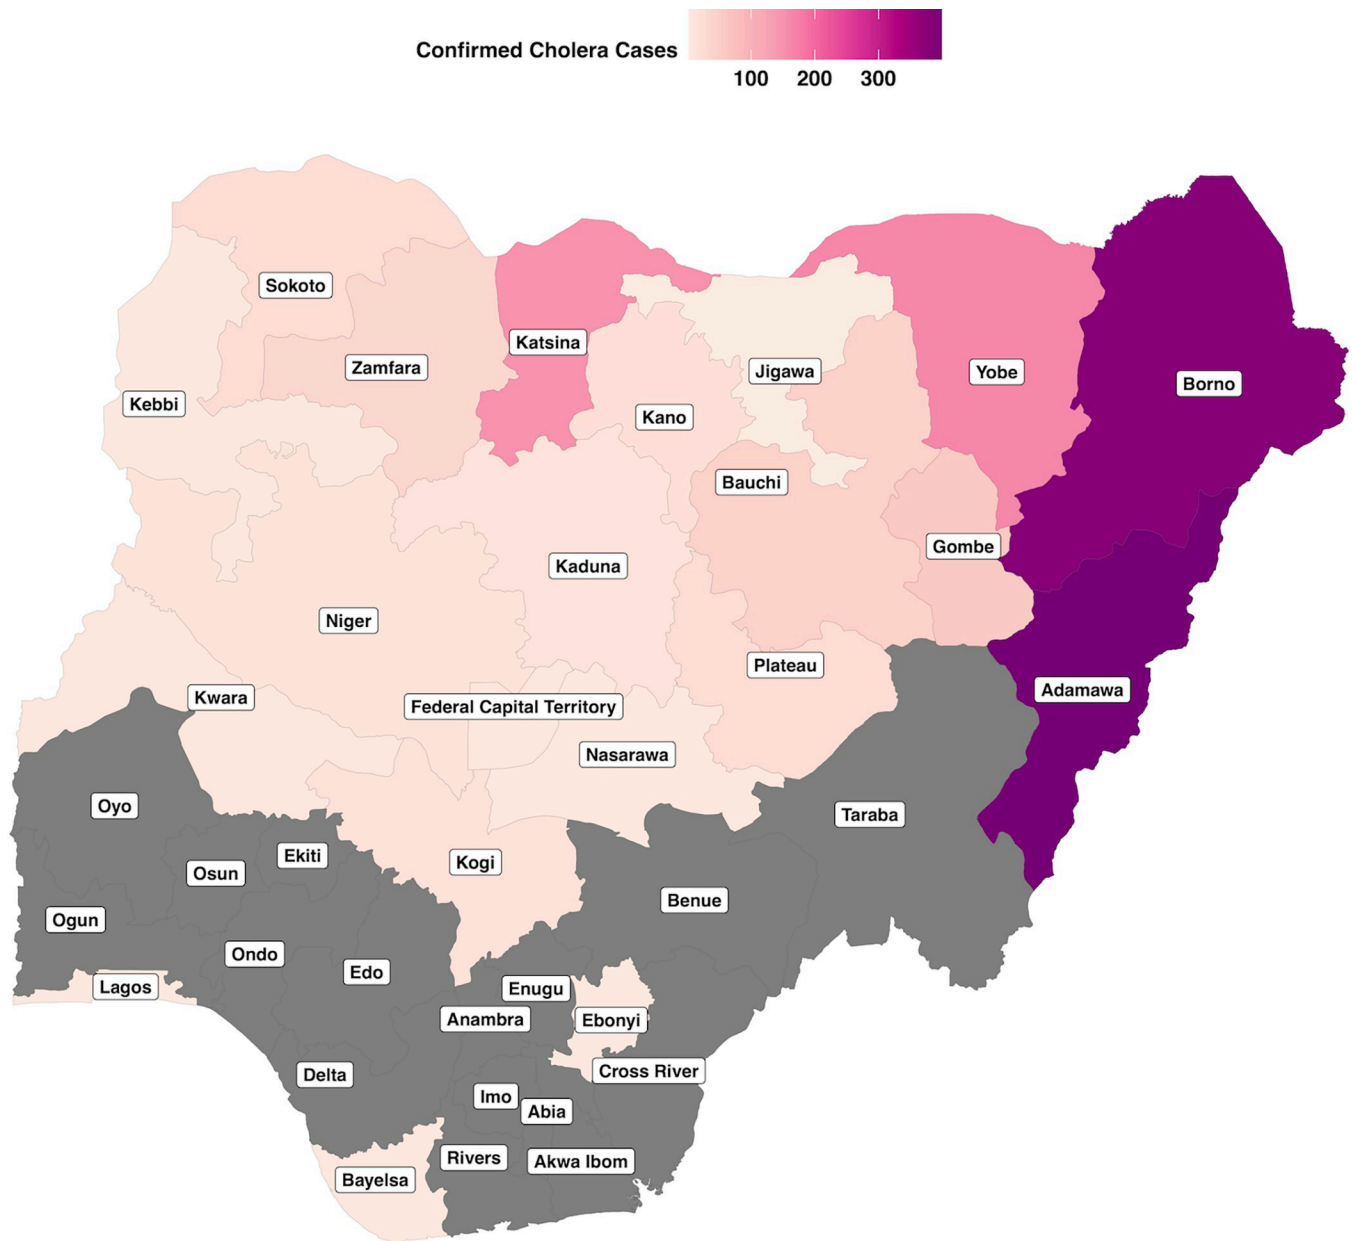 Confirmed Cholera Cases
100 200 300
Sokoto
Katsina
Zamfara
Jigawa
Yobe
Borno
Kebbi
Kano
Bauchi
Gombe
Kaduna
Niger
Plateau
Adamawa
Kwara
Federal Capital Territory
Nasarawa
Oyo
Taraba
Ekiti
Kogi
Osun
Benue
Ogun
Ondo
Edo
Lagos
Enugu
Anambra
Ebonyi
Delta
Cross River
Imo
Abia
Rivers
Akwa Ibom
Bayelsa